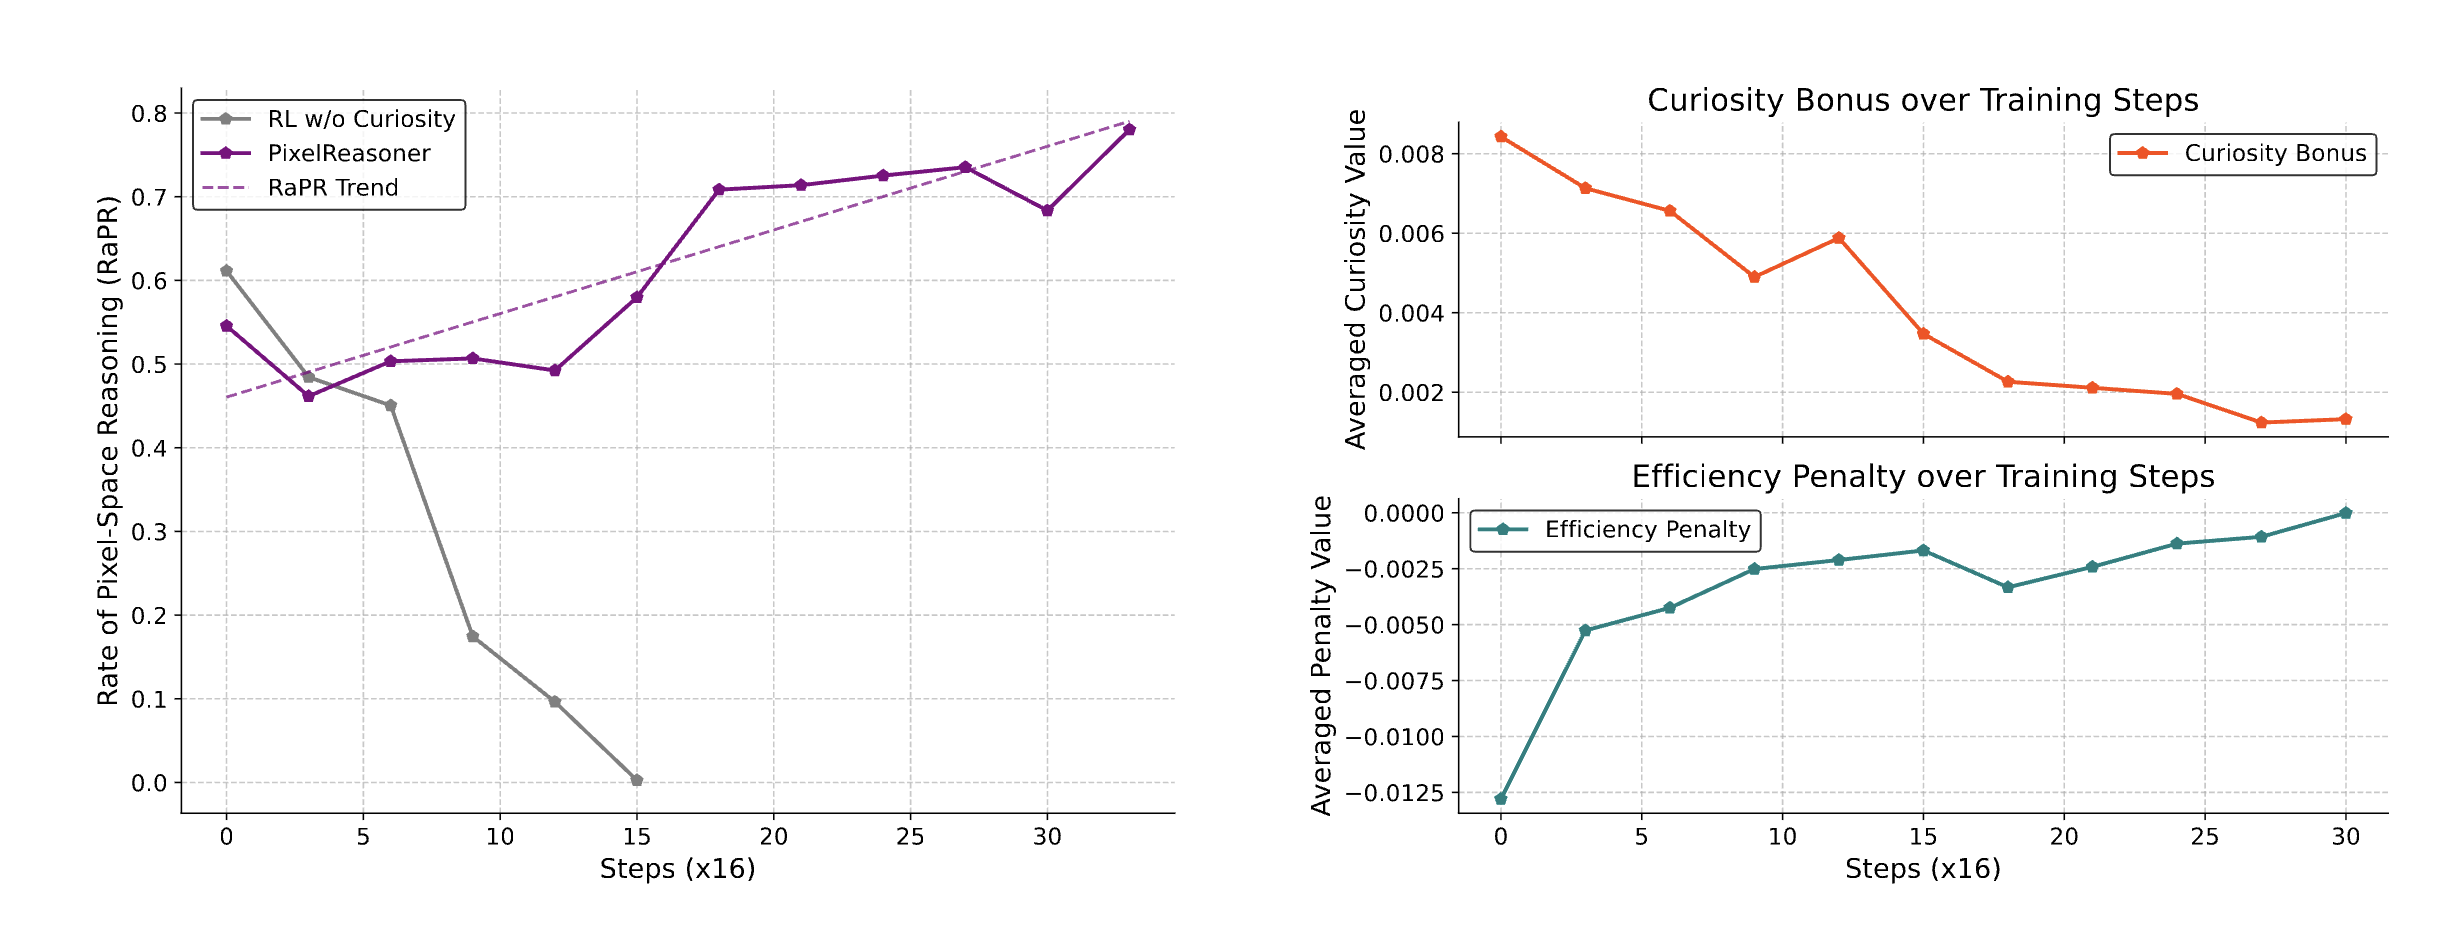 RL w/o Curiosity
PixelReasoner
RaPR Trend
Rate of Pixel-Space Reasoning (RaPR)
0.8
0.7
0.6
0.5
0.4
0.3
0.2
0.1
0.0
0 5 10 15 20 25 30
Steps (x16)
Curiosity Bonus over Training Steps
Curiosity Bonus
Averaged Curiosity Value
0.008
0.006
0.004
0.002
Efficiency Penalty over Training Steps
Efficiency Penalty
Averaged Penalty Value
0.0000
−0.0025
−0.0050
−0.0075
−0.0100
−0.0125
0 5 10 15 20 25 30
Steps (x16)